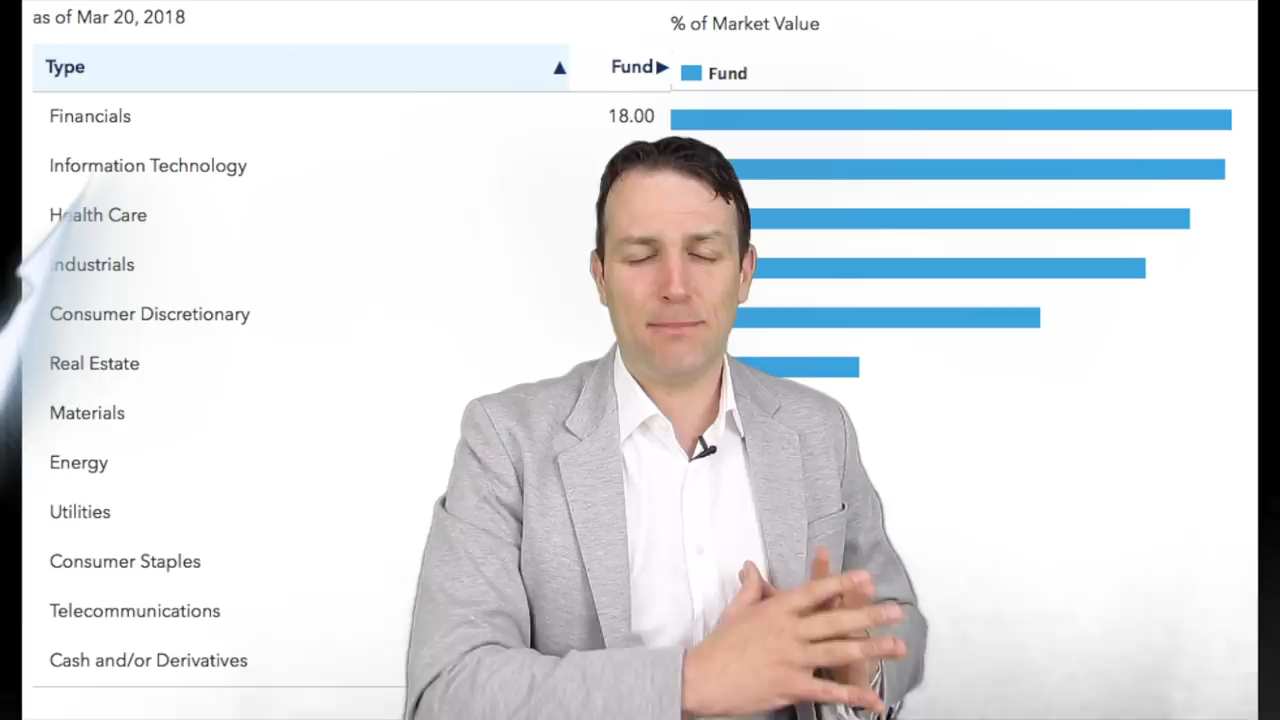 as of Mar 20, 2018
% of Market Value
Type ▲ Fund ▶
Fund
Financials 18.00
Information Technology
Health Care
Industrials
Consumer Discretionary
Real Estate
Materials
Energy
Utilities
Consumer Staples
Telecommunications
Cash and/or Derivatives